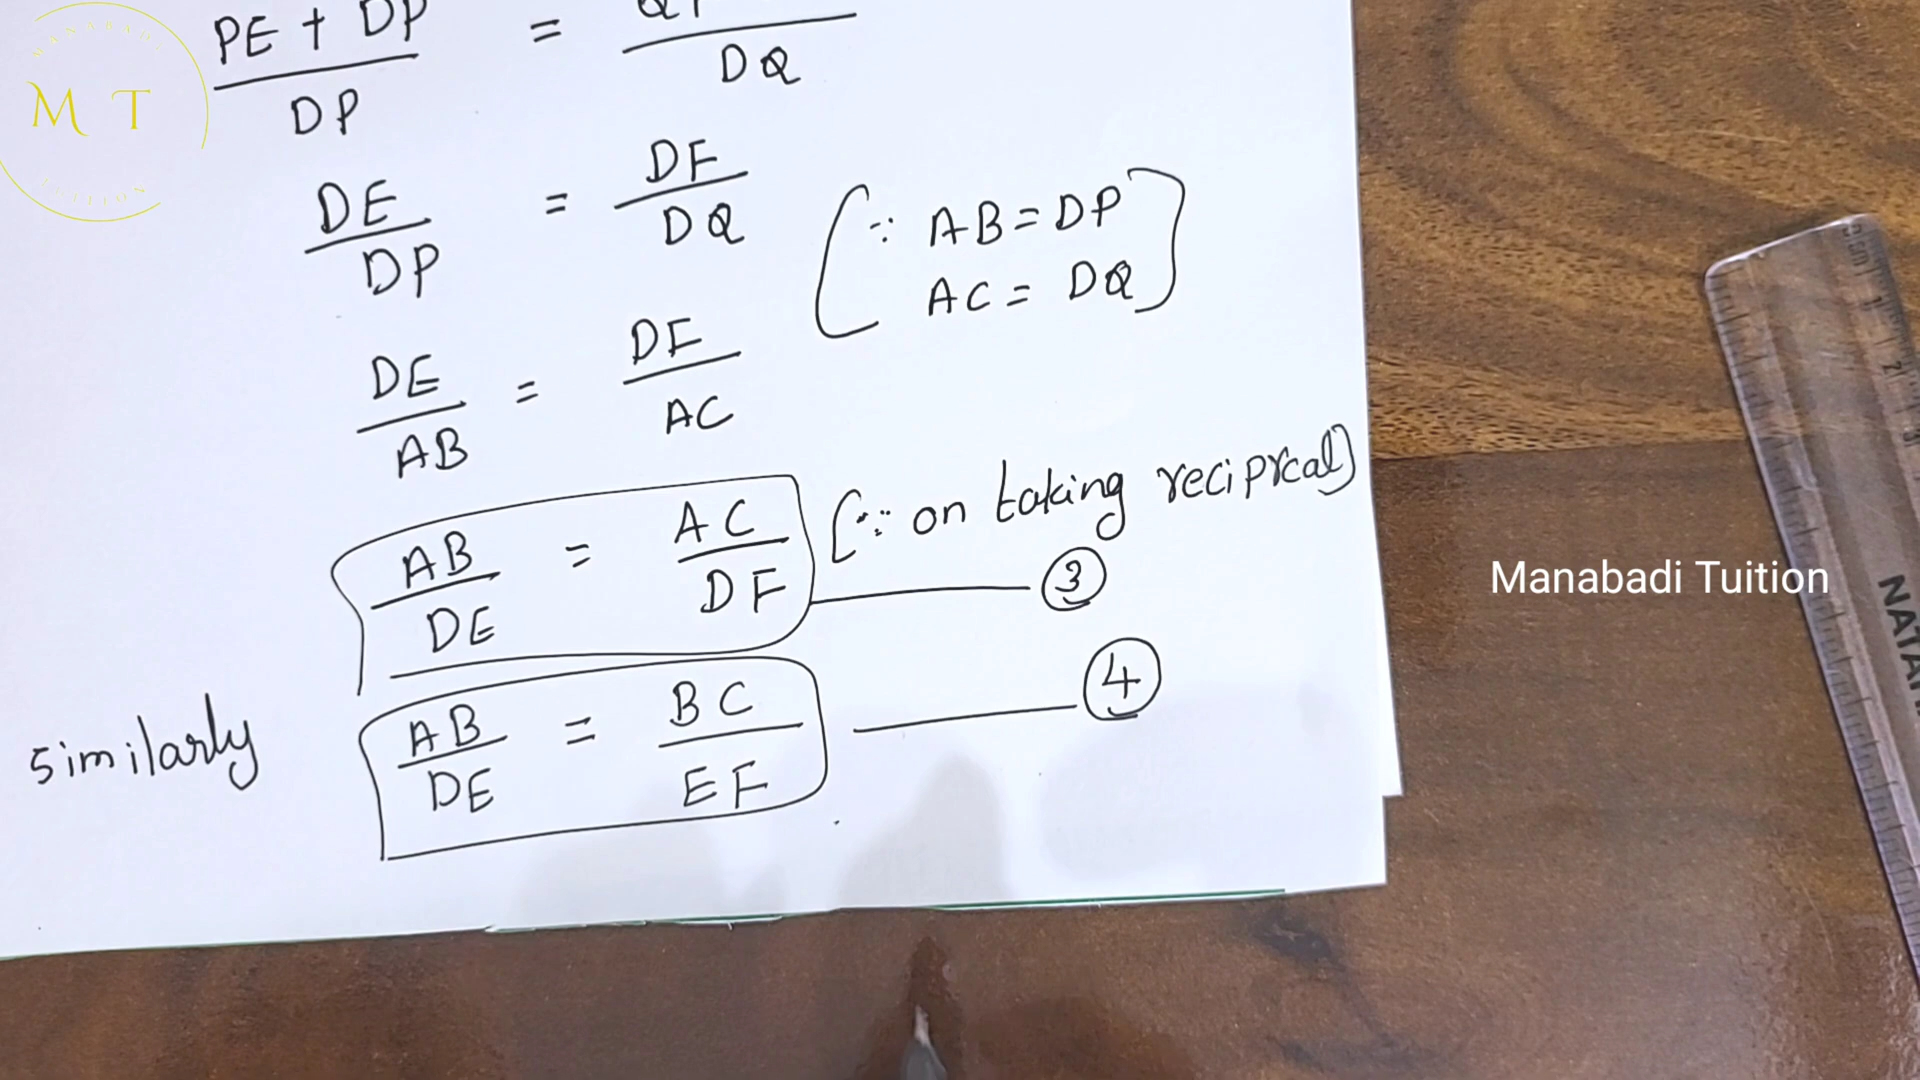 PE + DP / DP = / DQ
M T
DE / DP = DF / DQ (∵ AB = DP
AC = DQ)
DE / AB = DF / AC
AB / DE = AC / DF (∵ on taking reciprcal)
③
similarly AB / DE = BC / EF ④
Manabadi Tuition